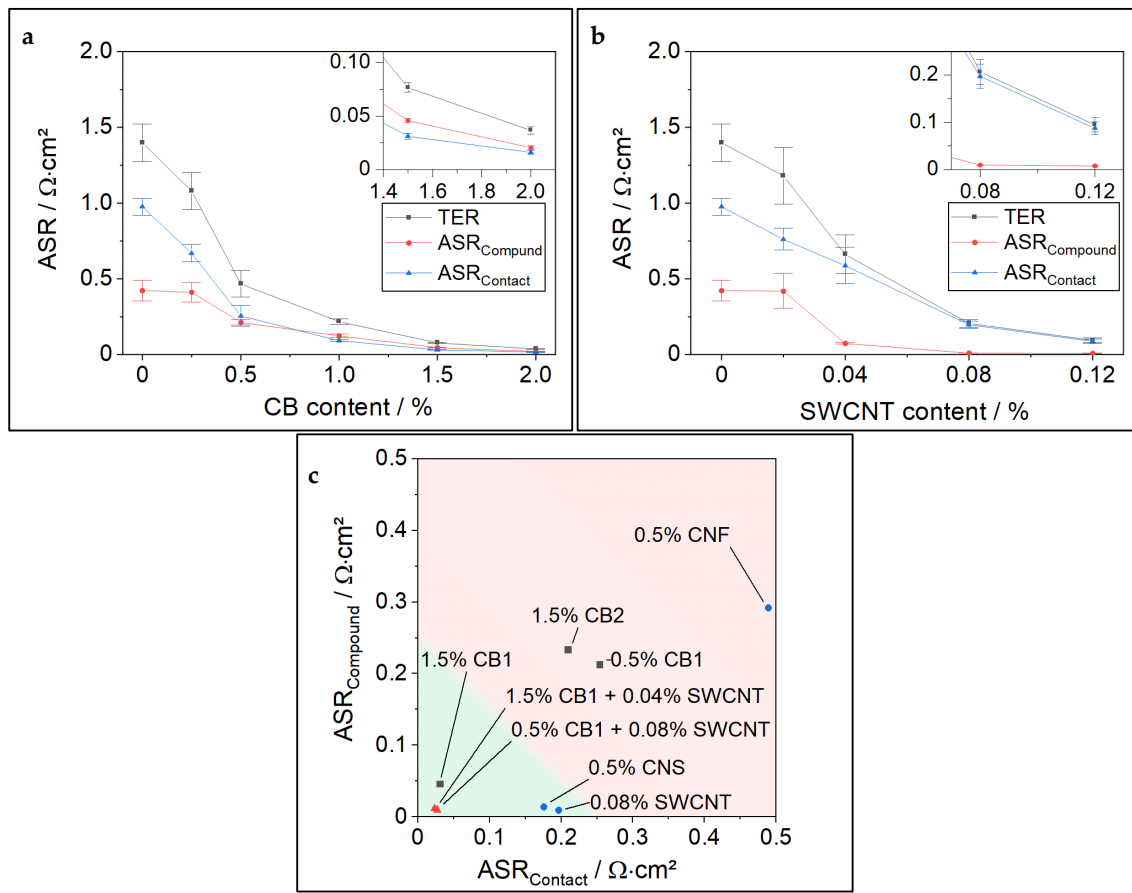 a
ASR / Ω·cm²
2.0
1.5
1.0
0.5
0
0 0.5 1.0 1.5 2.0
CB content / %
0.10
0.05
0
1.4 1.6 1.8 2.0
TER
ASRCompund
ASRContact
b
ASR / Ω·cm²
2.0
1.5
1.0
0.5
0
0 0.04 0.08 0.12
SWCNT content / %
0.2
0.1
0
0.08 0.12
TER
ASRCompound
ASRContact
c
ASRCompound / Ω·cm²
0.5
0.4
0.3
0.2
0.1
0
0 0.1 0.2 0.3 0.4 0.5
ASRContact / Ω·cm²
0.5% CNF
1.5% CB2
1.5% CB1
-0.5% CB1
1.5% CB1 + 0.04% SWCNT
0.5% CB1 + 0.08% SWCNT
0.5% CNS
0.08% SWCNT